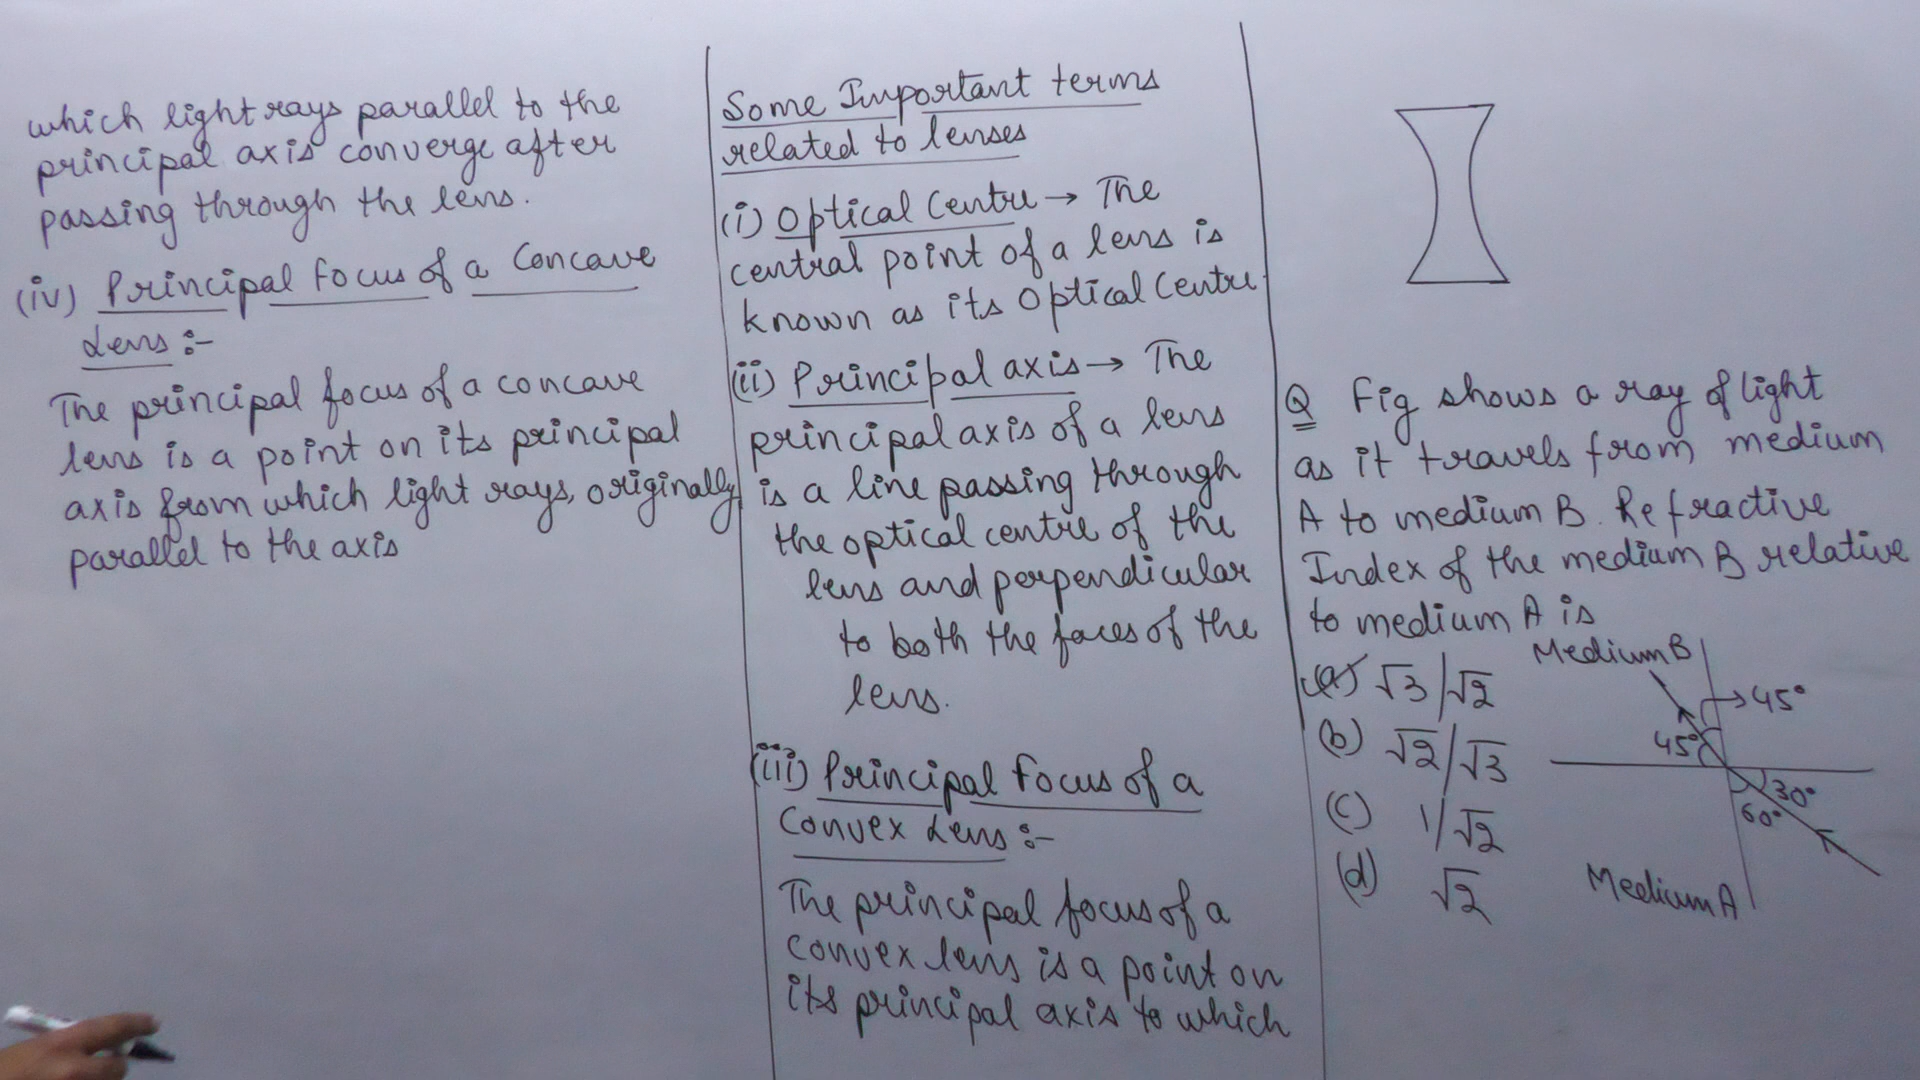 which light rays parallel to the
principal axis converge after
passing through the lens.
(iv) Principal Focus of a Concave
Lens :-
The principal focus of a concave
lens is a point on its principal
axis from which light rays, originally
parallel to the axis
Some Important terms
related to lenses
(i) Optical Centre → The
central point of a lens is
known as its Optical Centre
(ii) Principal axis → The
principal axis of a lens
is a line passing through
the optical centre of the
lens and perpendicular
to both the faces of the
lens.
(iii) Principal Focus of a
Convex Lens :-
The principal focus of a
convex lens is a point on
its principal axis to which
Q Fig shows a ray of light
as it travels from medium
A to medium B. Refractive
Index of the medium B relative
to medium A is
(a) √3/√2
(b) √2/√3
(c) 1/√2
(d) √2
Medium B
45°
45°
30°
60°
Medium A